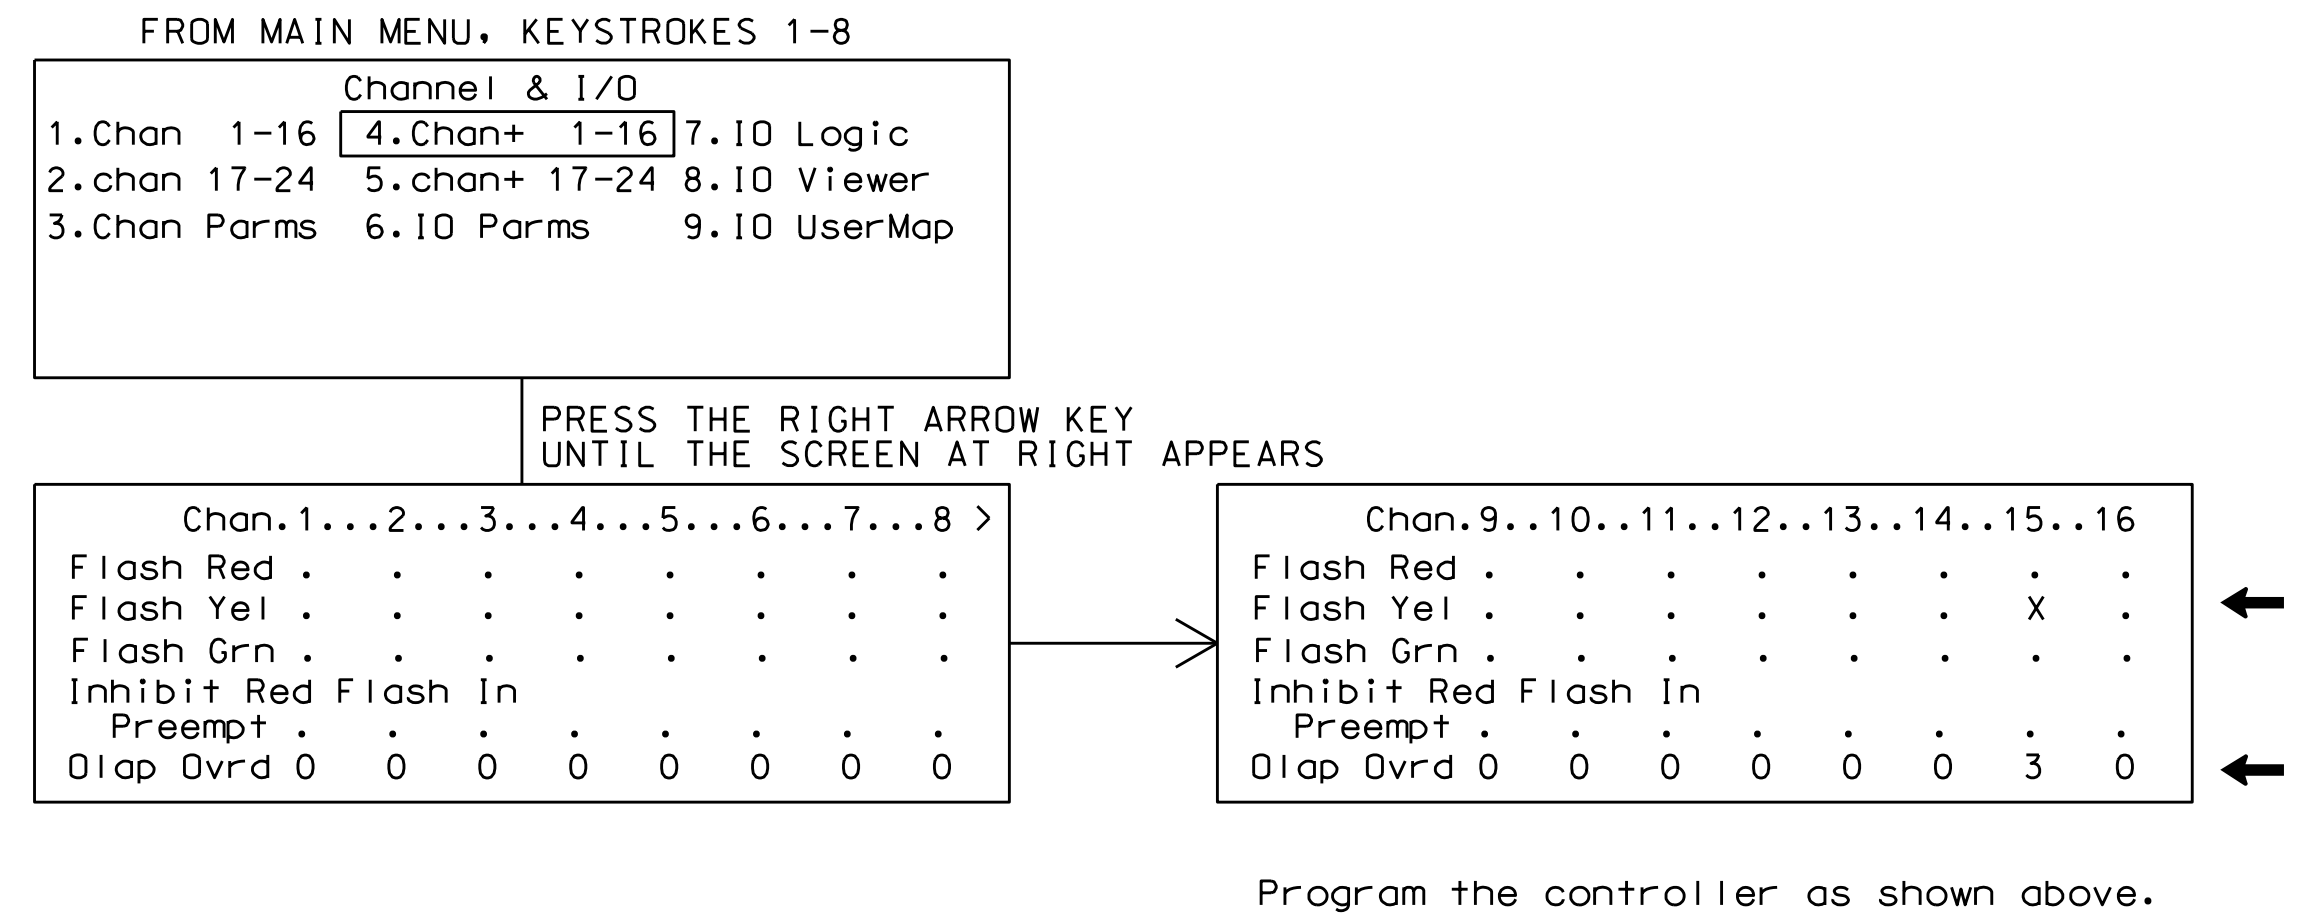 FROM MAIN MENU, KEYSTROKES 1-8
Channel & I/O
1.Chan 1-16 4.Chan+ 1-16 7.IO Logic
2.chan 17-24 5.chan+ 17-24 8.IO Viewer
3.Chan Parms 6.IO Parms 9.IO UserMap
PRESS THE RIGHT ARROW KEY
UNTIL THE SCREEN AT RIGHT APPEARS
Chan.1...2...3...4...5...6...7...8 >
Flash Red . . . . . . . .
Flash Yel . . . . . . . .
Flash Grn . . . . . . . .
Inhibit Red Flash In
Preempt . . . . . . . .
Olap Ovrd 0 0 0 0 0 0 0 0
Chan.9..10..11..12..13..14..15..16
Flash Red . . . . . . . .
Flash Yel . . . . . . X .
Flash Grn . . . . . . . .
Inhibit Red Flash In
Preempt . . . . . . . .
Olap Ovrd 0 0 0 0 0 0 3 0
Program the controller as shown above.